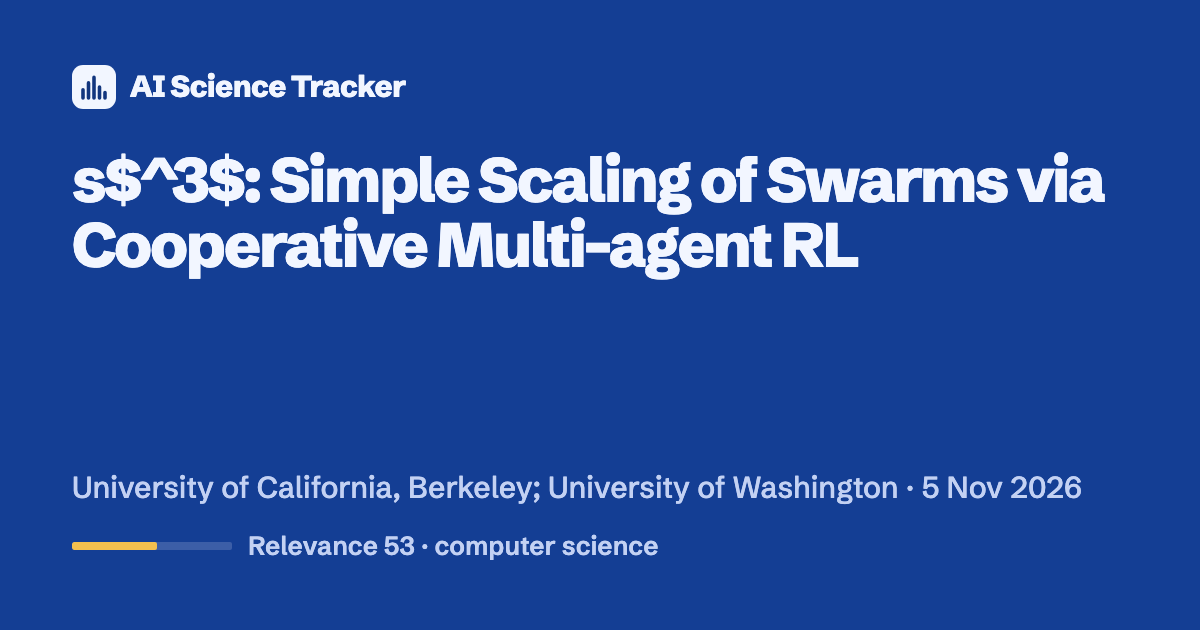 AI Science Tracker
s$^3$: Simple Scaling of Swarms via
Cooperative Multi-agent RL
University of California, Berkeley; University of Washington · 5 Nov 2026
Relevance 53 · computer science